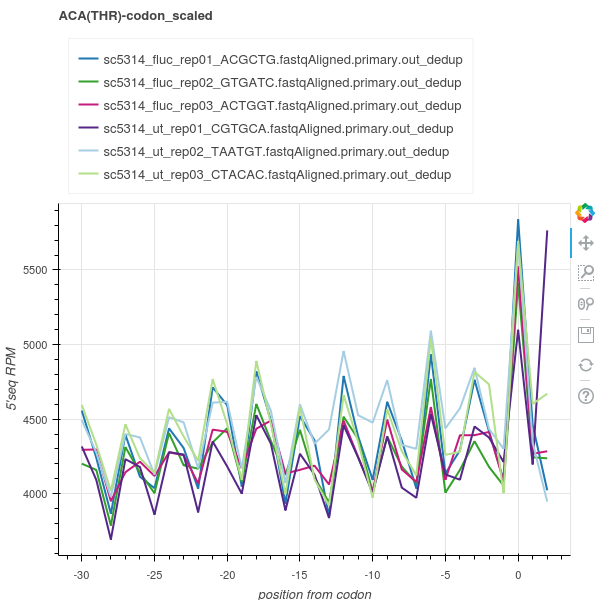 ACA(THR)-codon_scaled
sc5314_fluc_rep01_ACGCTG.fastqAligned.primary.out_dedup
sc5314_fluc_rep02_GTGATC.fastqAligned.primary.out_dedup
sc5314_fluc_rep03_ACTGGT.fastqAligned.primary.out_dedup
sc5314_ut_rep01_CGTGCA.fastqAligned.primary.out_dedup
sc5314_ut_rep02_TAATGT.fastqAligned.primary.out_dedup
sc5314_ut_rep03_CTACAC.fastqAligned.primary.out_dedup
5500
5000
4500
4000
5'seq RPM
-30 -25 -20 -15 -10 -5 0
position from codon